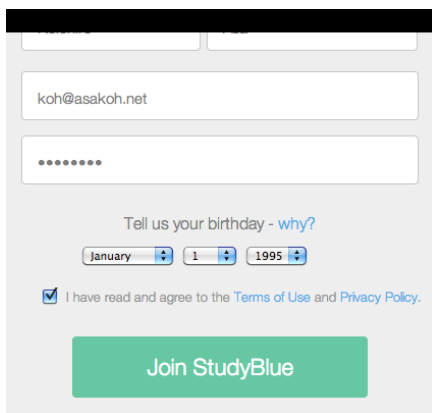 koh@asakoh.net
••••••••
Tell us your birthday - why?
January 1 1995
I have read and agree to the Terms of Use and Privacy Policy.
Join StudyBlue